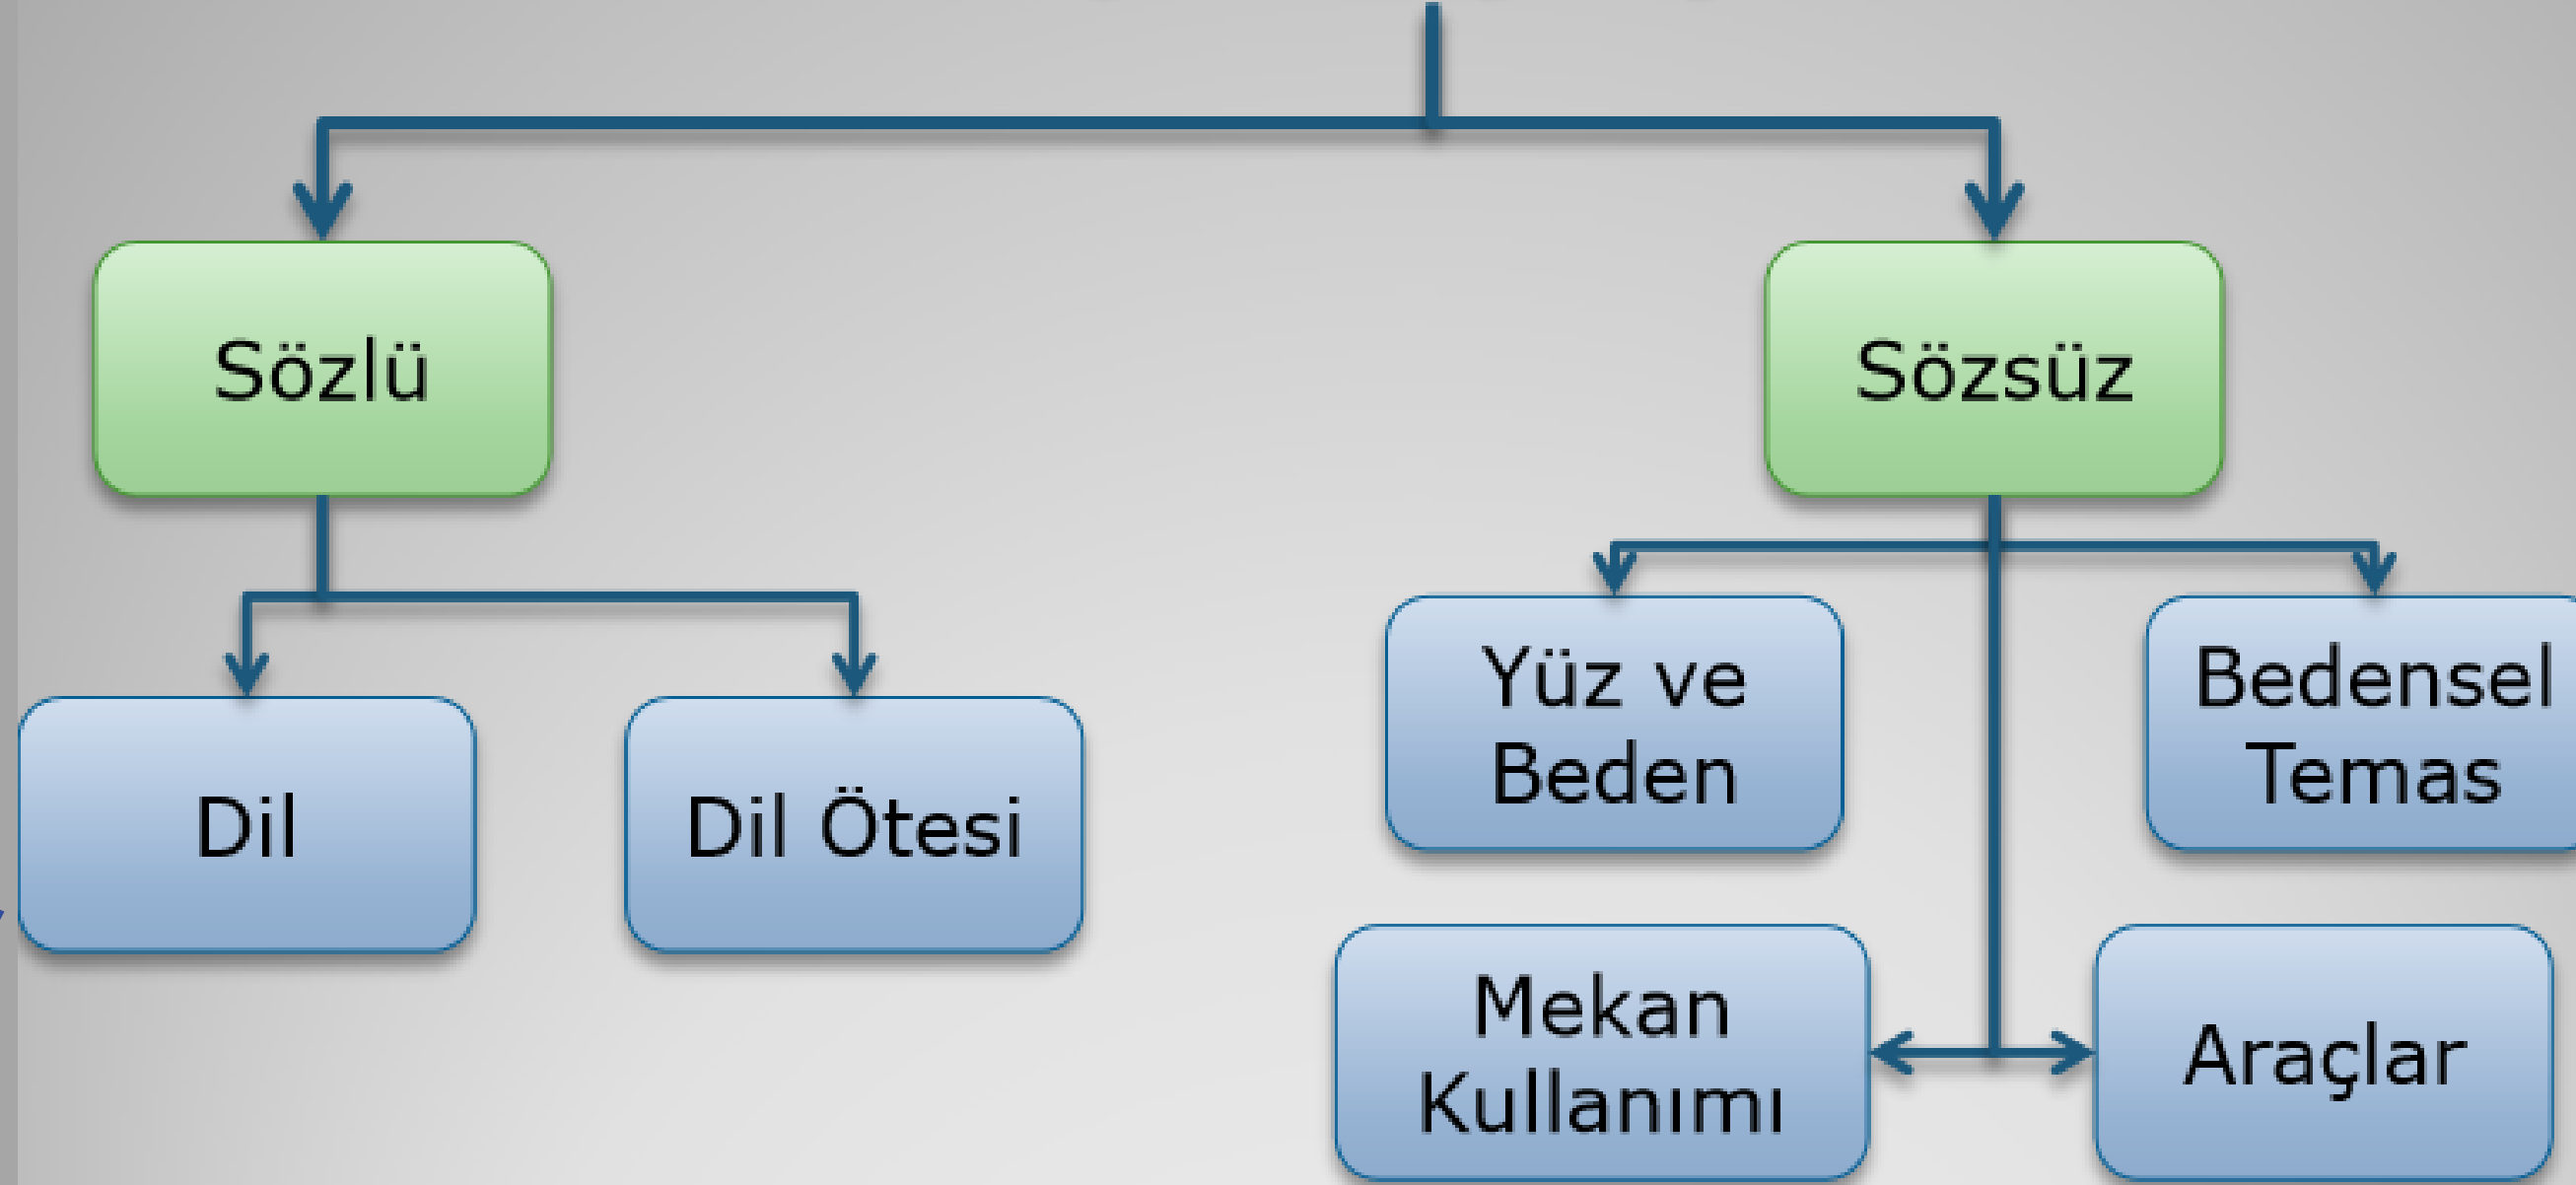 Sözlü
Sözsüz
Dil
Dil Ötesi
Yüz ve
Beden
Bedensel
Temas
Mekan
Kullanımı
Araçlar